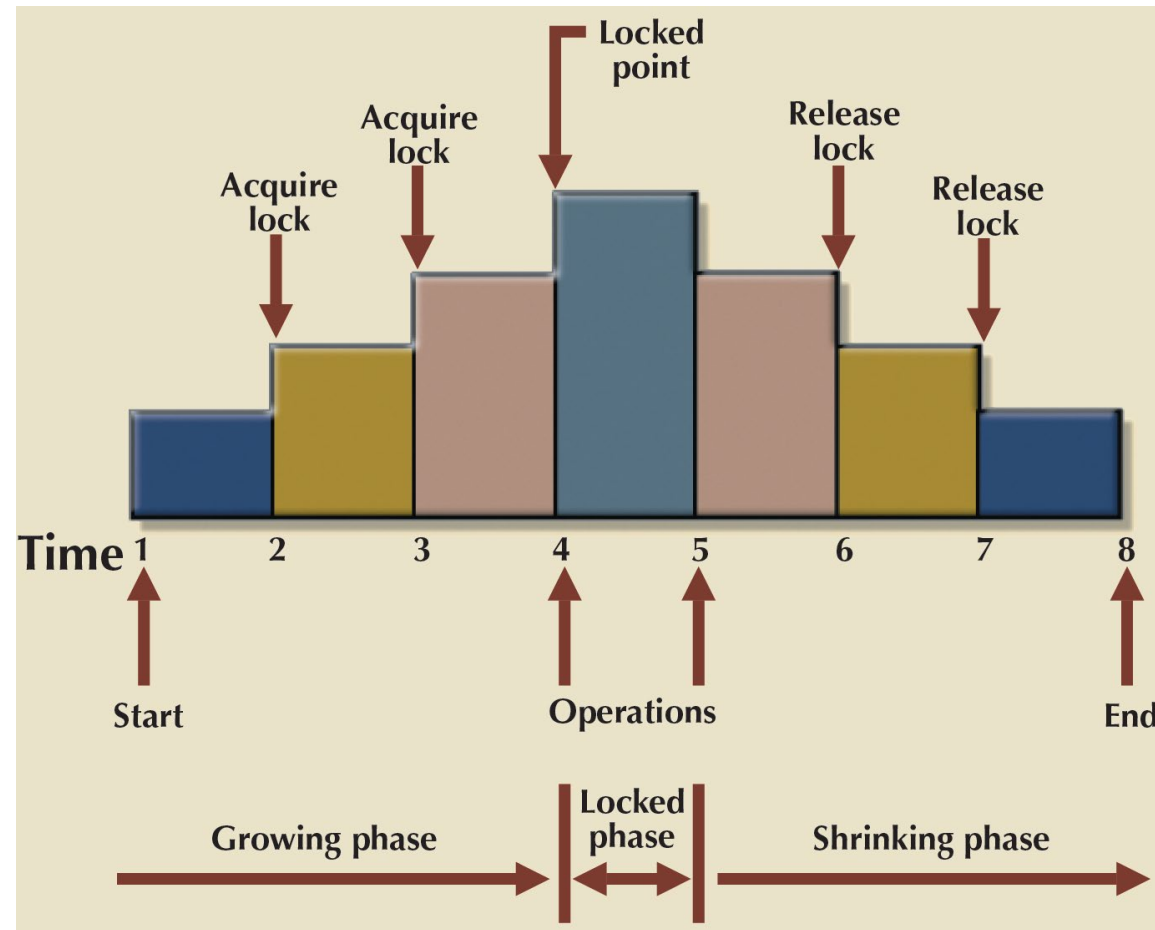 Locked
point
Acquire
lock
Release
lock
Acquire
lock
Release
lock
Time 1 2 3 4 5 6 7 8
Start
Operations
End
Growing phase
Locked
phase
Shrinking phase